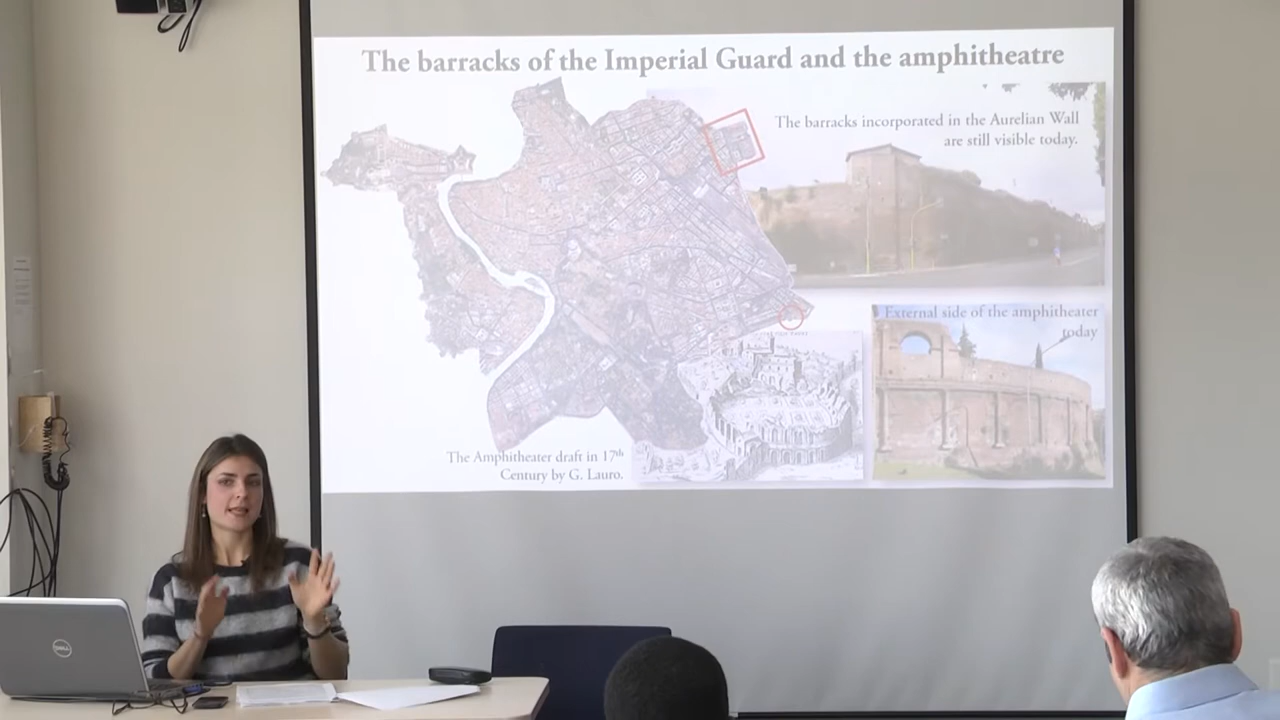 The barracks of the Imperial Guard and the amphitheatre
The barracks incorporated in the Aurelian Wall
are still visible today.
External side of the amphitheater
today
The Amphitheater draft in 17th
Century by G. Lauro.
DELL